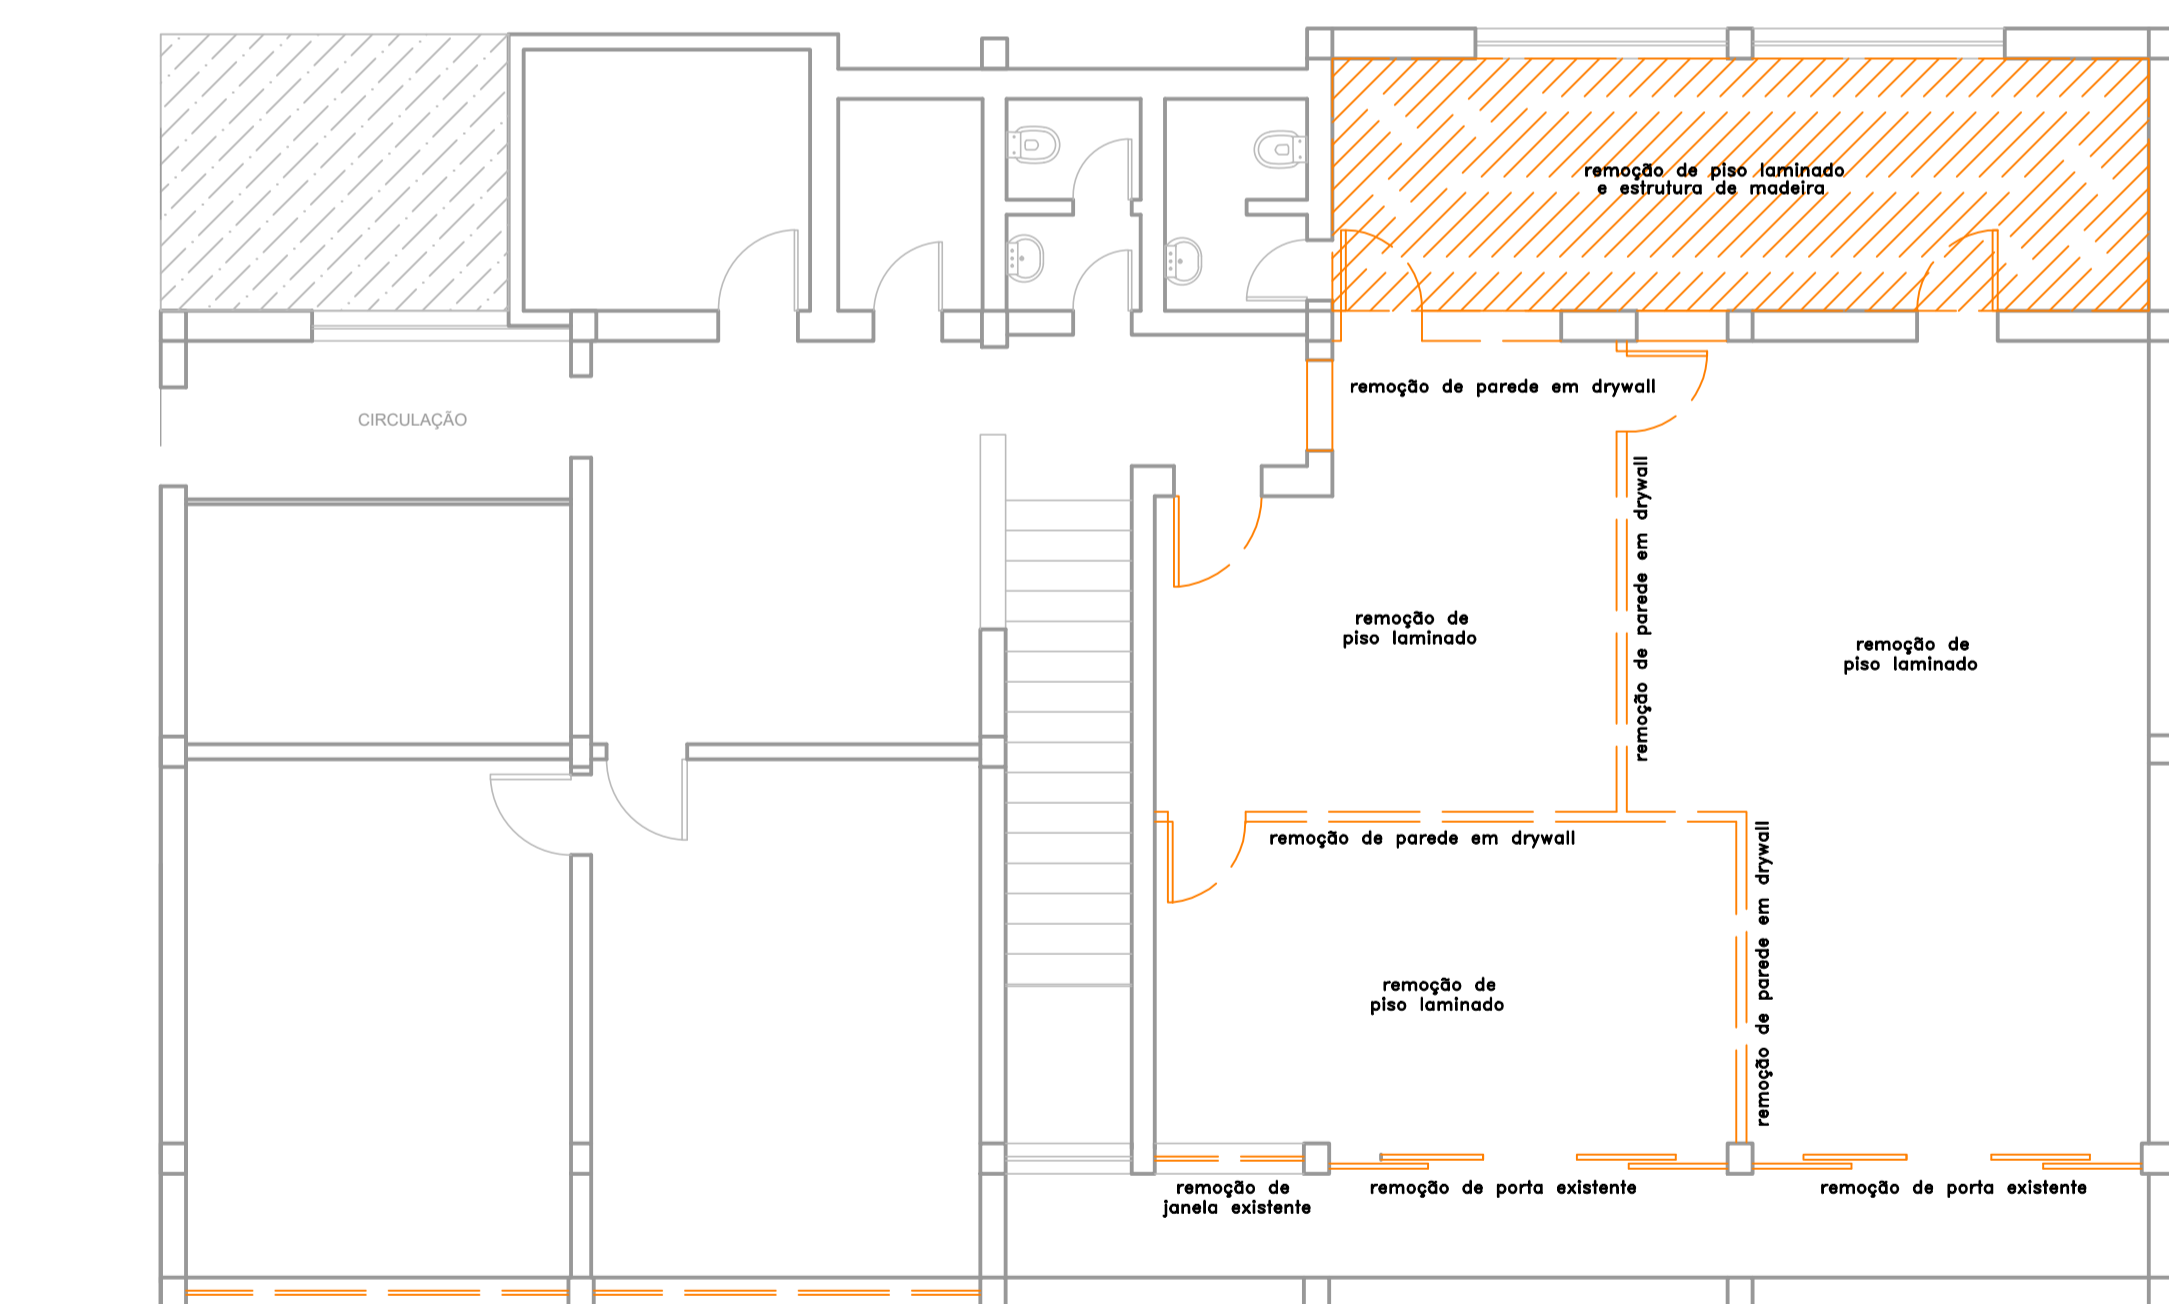 remoção de piso laminado
e estrutura de madeira
remoção de parede em drywall
CIRCULAÇÃO
remoção de parede em drywall
remoção de
piso laminado
remoção de
piso laminado
remoção de parede em drywall
remoção de parede em drywall
remoção de
piso laminado
remoção de
janela existente
remoção de porta existente
remoção de porta existente